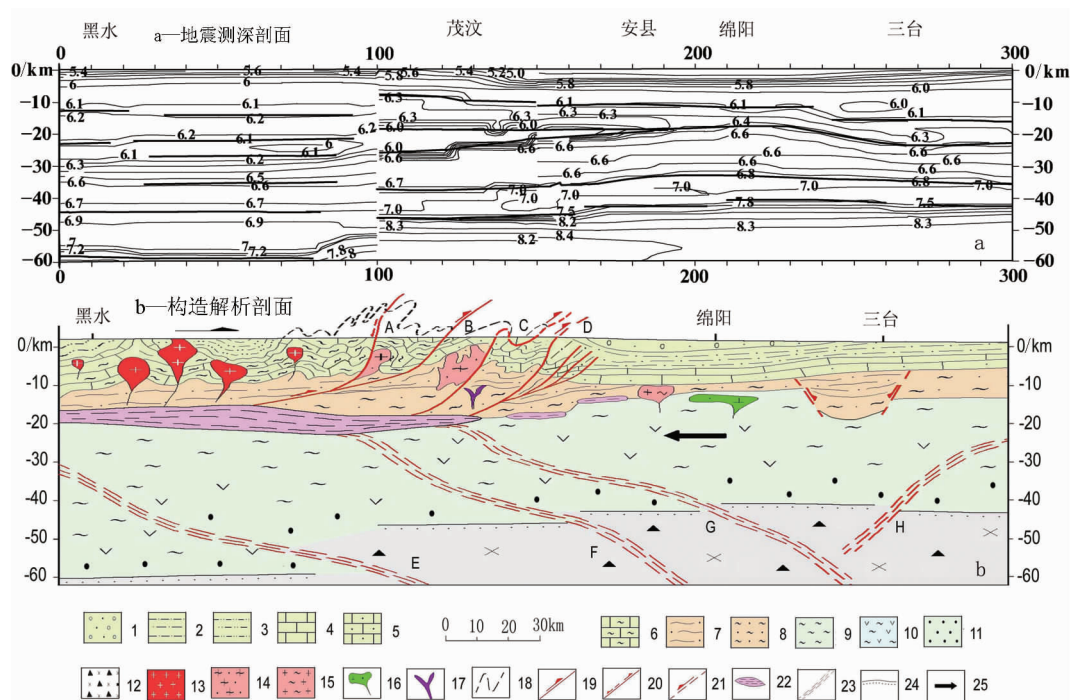 黑水 茂汶 安县 绵阳 三台
a—地震测深剖面
0 100 200 300
0/km 5.4 5.6 5.4 5.8 5.6 5.4 5.2 5.0 5.8 5.8 6.0 0/km
6
-10 6.1 6.1 6.3 6.1 6.1 6.0 -10
6.2 6.2 6.3 6.3 6.3 6.1
-20 6.2 6.2 6.0 6.0 6.4 6.3 -20
6.1 6.1 6 6.0 6.6 6.6 6.6 6.6
-30 6.3 6.2 6.6 6.6 6.6 6.6 -30
6.6 6.5 6.6 6.7 7.0 6.8 6.8 7.0
-40 6.7 6.7 7.0 7.0 7.0 7.0 7.0 7.8 7.5 -40
6.9 6.9 7.5 8.2
-50 8.3 8.2 8.4 8.3 8.3 -50
7 7.2 7 7.2 7.8 8
-60 a -60
0 100 200 300
b—构造解析剖面
黑水 绵阳 三台
A B C D
0/km 0/km
-10 -10
-20 -20
-30 -30
-40 -40
G H
-50 -50
E F
-60 b -60
1 2 3 4 5 0 10 20 30km 6 7 8 9 10 11
12 13 14 15 16 17 18 19 20 21 22 23 24 25